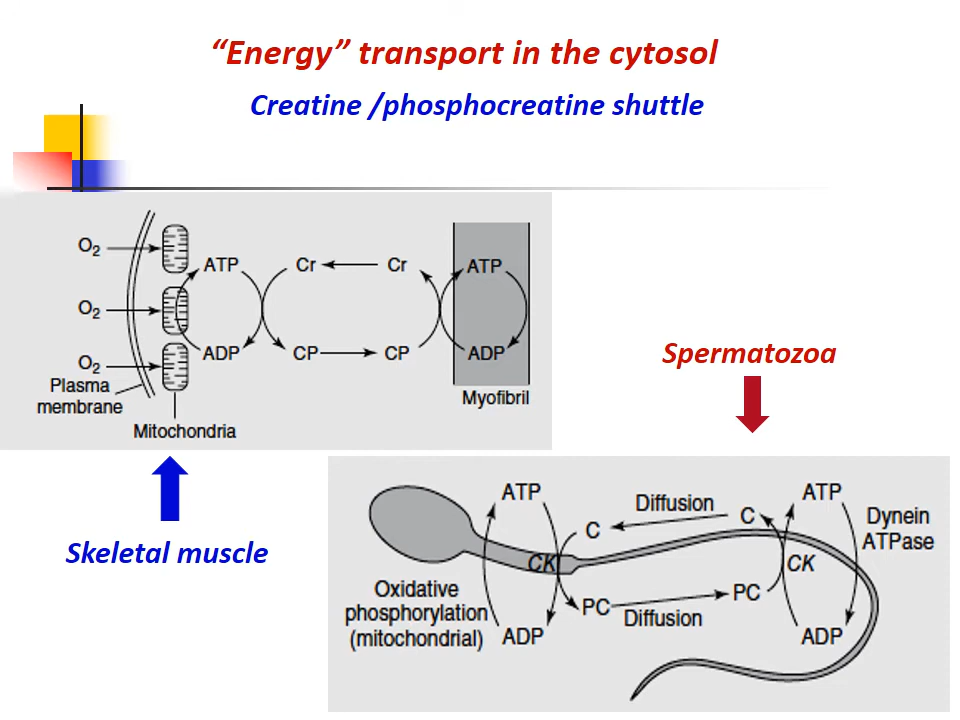 “Energy” transport in the cytosol
Creatine /phosphocreatine shuttle
O2
O2
O2
ATP
Cr
Cr
ATP
ADP
CP
CP
ADP
Plasma
membrane
Mitochondria
Myofibril
Skeletal muscle
Spermatozoa
ATP
Diffusion
C
C
ATP
Dynein
ATPase
CK
CK
Oxidative
phosphorylation
(mitochondrial)
PC
Diffusion
PC
ADP
ADP